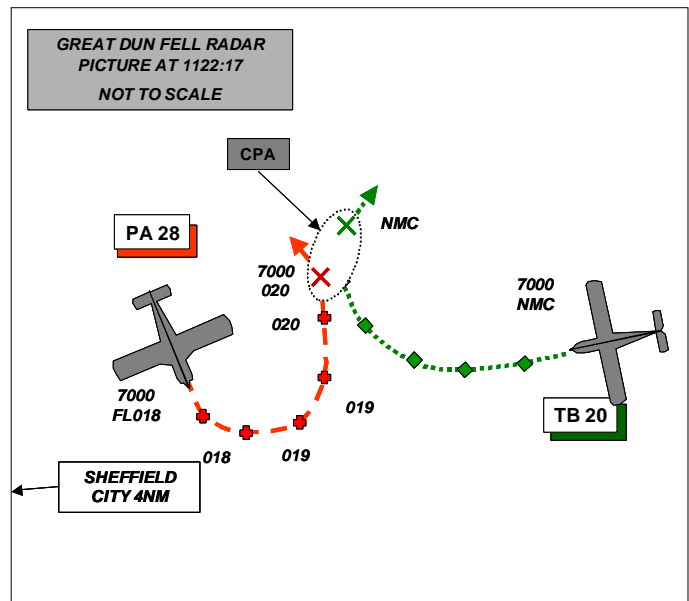 GREAT DUN FELL RADAR
PICTURE AT 1122:17
NOT TO SCALE
CPA
NMC
PA 28
7000
020
7000
NMC
020
7000
FL018
019
TB 20
018
019
SHEFFIELD
CITY 4NM